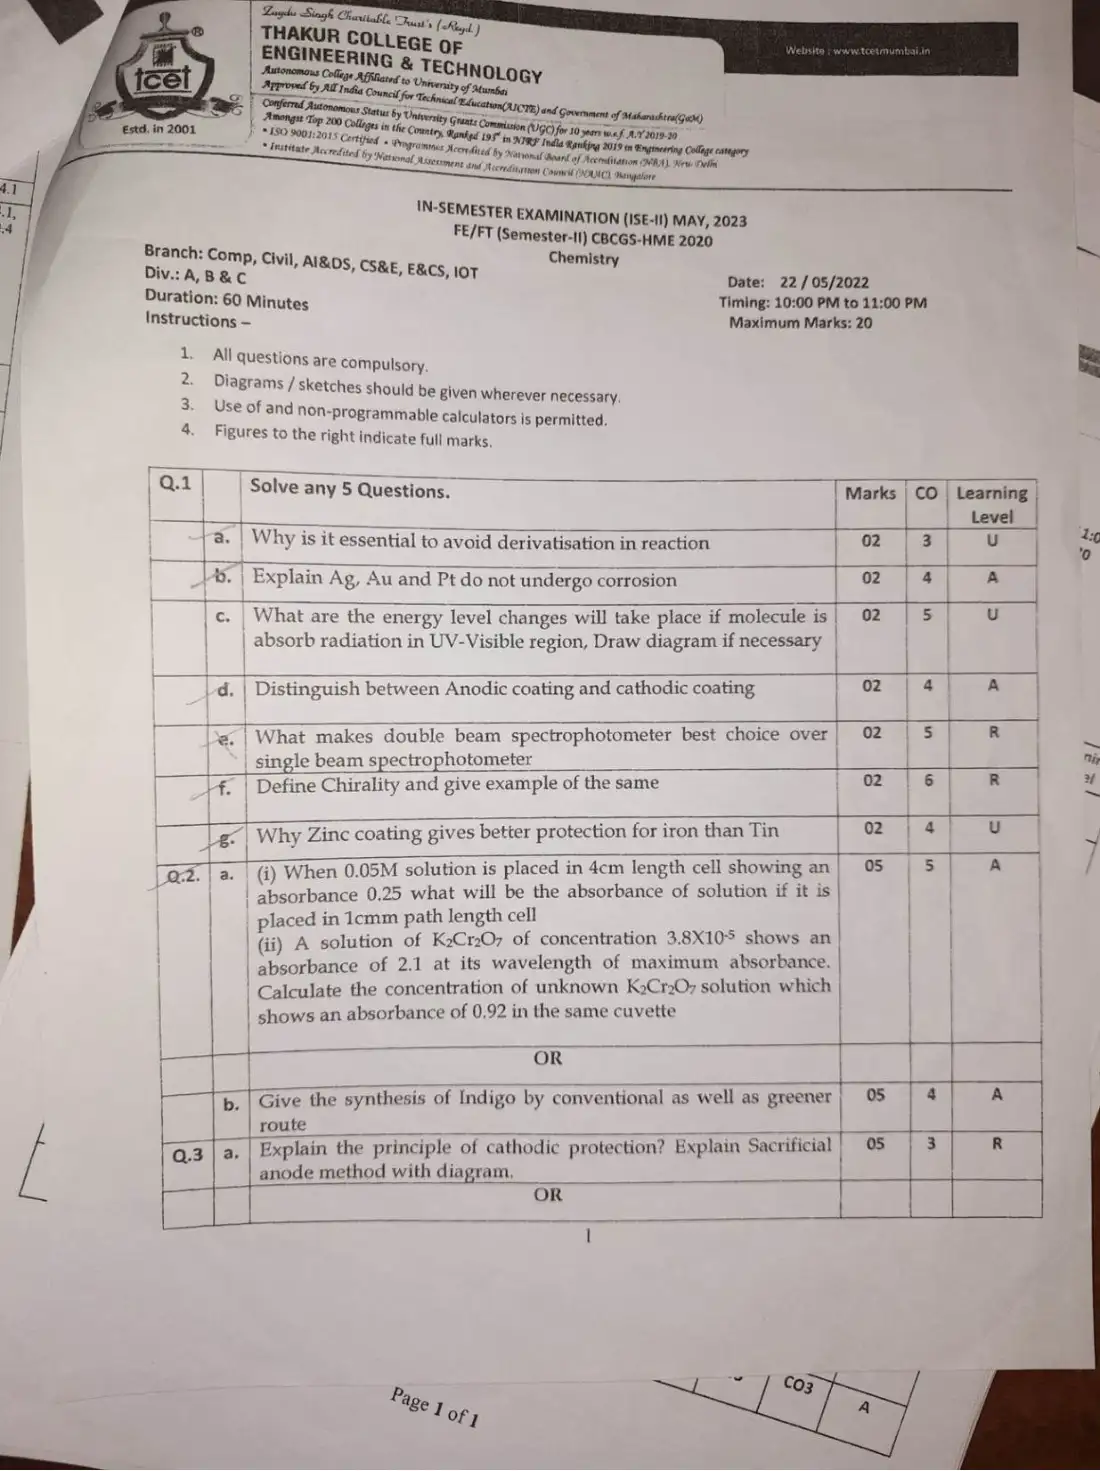 Zagdu Singh Charitable Trust's (Regd.)
THAKUR COLLEGE OF
ENGINEERING & TECHNOLOGY
Autonomous College Affiliated to University of Mumbai
Approved by All India Council for Technical Education(AICTE) and Government of Maharashtra(GoM)
Conferred Autonomous Status by University Grants Commission (UGC) for 10 years w.e.f. A.Y 2019-20
Amongst Top 200 Colleges in the Country, Ranked 193rd in NIRF India Ranking 2019 in Engineering College category
• ISO 9001:2015 Certified • Programmes Accredited by National Board of Accreditation (NBA), New Delhi
• Institute Accredited by National Assessment and Accreditation Council (NAAC), Bangalore
®
tcet
Estd. in 2001
Website : www.tcetmumbai.in
IN-SEMESTER EXAMINATION (ISE-II) MAY, 2023
FE/FT (Semester-II) CBCGS-HME 2020
Chemistry
Branch: Comp, Civil, AI&DS, CS&E, E&CS, IOT
Div.: A, B & C
Duration: 60 Minutes
Instructions –
Date: 22 / 05/2022
Timing: 10:00 PM to 11:00 PM
Maximum Marks: 20
1. All questions are compulsory.
2. Diagrams / sketches should be given wherever necessary.
3. Use of and non-programmable calculators is permitted.
4. Figures to the right indicate full marks.
Q.1 Solve any 5 Questions. Marks CO Learning
Level
a. Why is it essential to avoid derivatisation in reaction 02 3 U
b. Explain Ag, Au and Pt do not undergo corrosion 02 4 A
c. What are the energy level changes will take place if molecule is 02 5 U
absorb radiation in UV-Visible region, Draw diagram if necessary
d. Distinguish between Anodic coating and cathodic coating 02 4 A
e. What makes double beam spectrophotometer best choice over 02 5 R
single beam spectrophotometer
f. Define Chirality and give example of the same 02 6 R
g. Why Zinc coating gives better protection for iron than Tin 02 4 U
Q.2. a. (i) When 0.05M solution is placed in 4cm length cell showing an 05 5 A
absorbance 0.25 what will be the absorbance of solution if it is
placed in 1cmm path length cell
(ii) A solution of K2Cr2O7 of concentration 3.8X10-5 shows an
absorbance of 2.1 at its wavelength of maximum absorbance.
Calculate the concentration of unknown K2Cr2O7 solution which
shows an absorbance of 0.92 in the same cuvette
OR
b. Give the synthesis of Indigo by conventional as well as greener 05 4 A
route
Q.3 a. Explain the principle of cathodic protection? Explain Sacrificial 05 3 R
anode method with diagram.
OR
1
Page 1 of 1
CO3
A
4.1